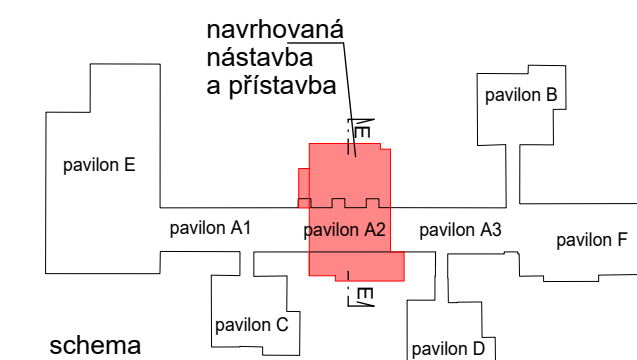 navrhovaná
nástavba
a přístavba
pavilon B
E
pavilon E
pavilon A1
pavilon A2
pavilon A3
pavilon F
E
pavilon C
schema
pavilon D